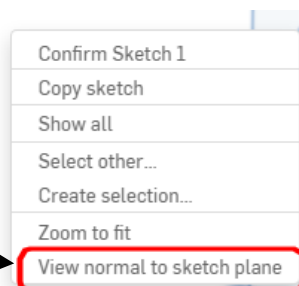 Confirm Sketch 1
Copy sketch
Show all
Select other...
Create selection...
Zoom to fit
View normal to sketch plane